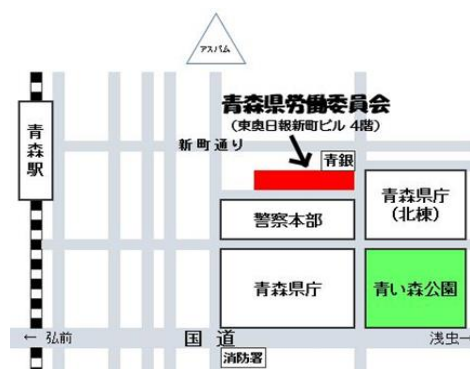 アスパム
青森県労働委員会
(東奥日報新町ビル 4階)
新町通り
青銀
青森駅
青森県庁
(北棟)
警察本部
青森県庁
青い森公園
← 弘前
国 道
浅虫→
消防署